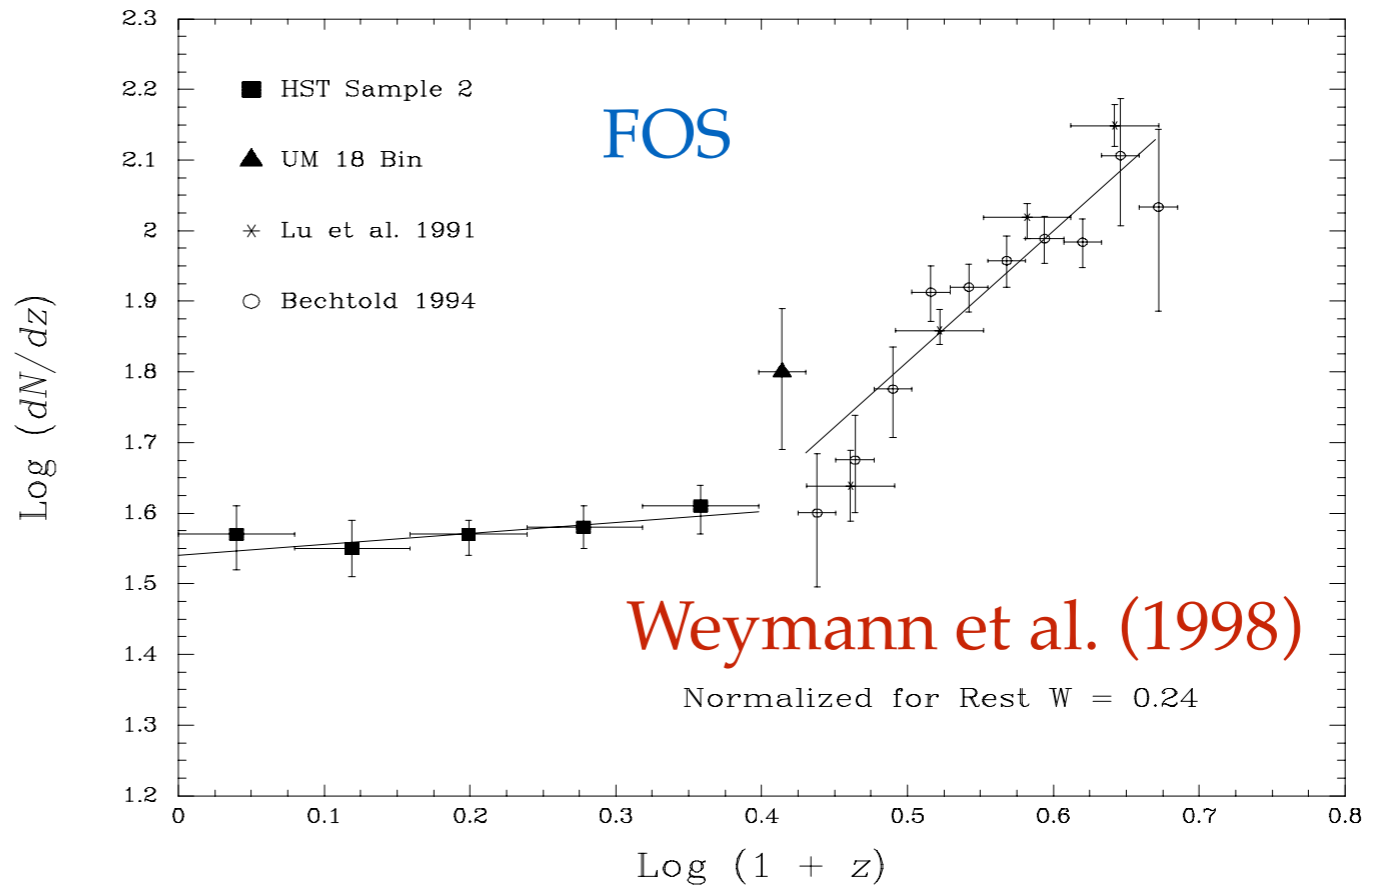 2.3
2.2
2.1
2
1.9
1.8
1.7
1.6
1.5
1.4
1.3
1.2
Log (dN/dz)
HST Sample 2
UM 18 Bin
Lu et al. 1991
Bechtold 1994
FOS
Weymann et al. (1998)
Normalized for Rest W = 0.24
0 0.1 0.2 0.3 0.4 0.5 0.6 0.7 0.8
Log (1 + z)